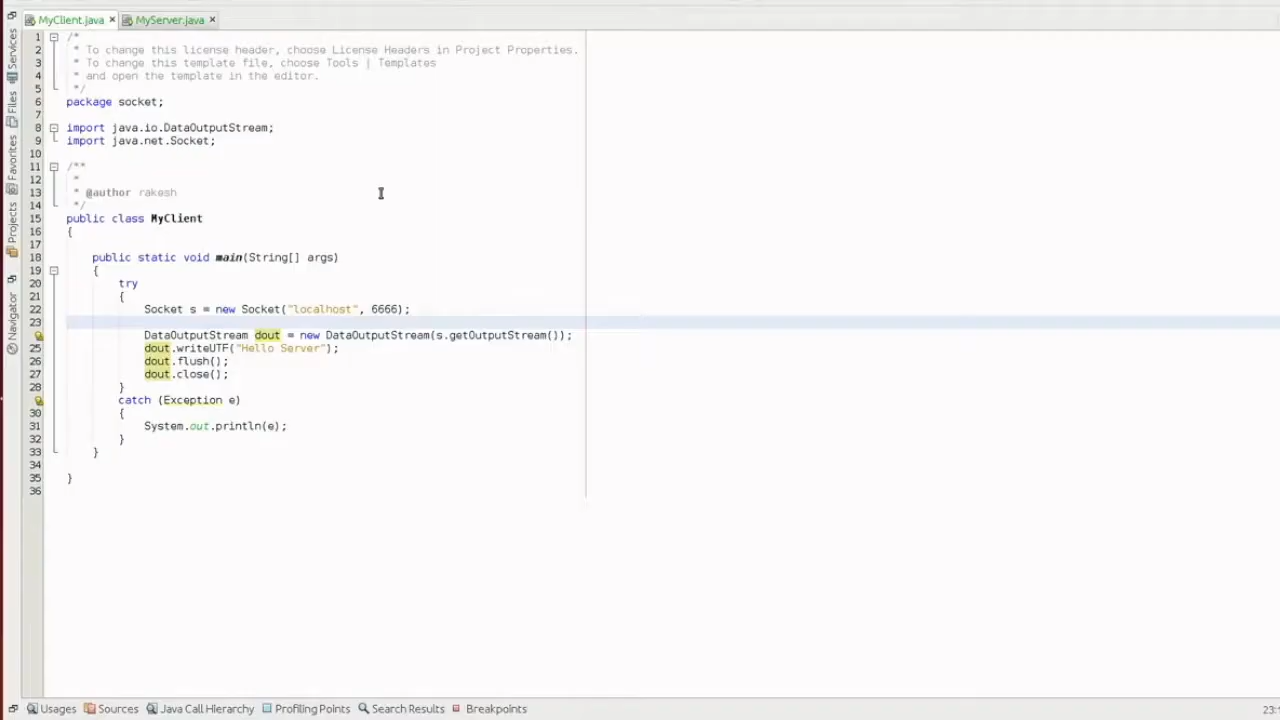 MyClient.java
MyServer.java
Services
Files
Favorites
Projects
Navigator
1 /*
2 * To change this license header, choose License Headers in Project Properties.
3 * To change this template file, choose Tools | Templates
4 * and open the template in the editor.
5 */
6 package socket;
7
8 import java.io.DataOutputStream;
9 import java.net.Socket;
10
11 /**
12 *
13 * @author rakesh
14 */
15 public class MyClient
16 {
17
18 public static void main(String[] args)
19 {
20 try
21 {
22 Socket s = new Socket("localhost", 6666);
23
DataOutputStream dout = new DataOutputStream(s.getOutputStream());
25 dout.writeUTF("Hello Server");
26 dout.flush();
27 dout.close();
28 }
catch (Exception e)
30 {
31 System.out.println(e);
32 }
33 }
34
35 }
36
Usages Sources Java Call Hierarchy Profiling Points Search Results Breakpoints